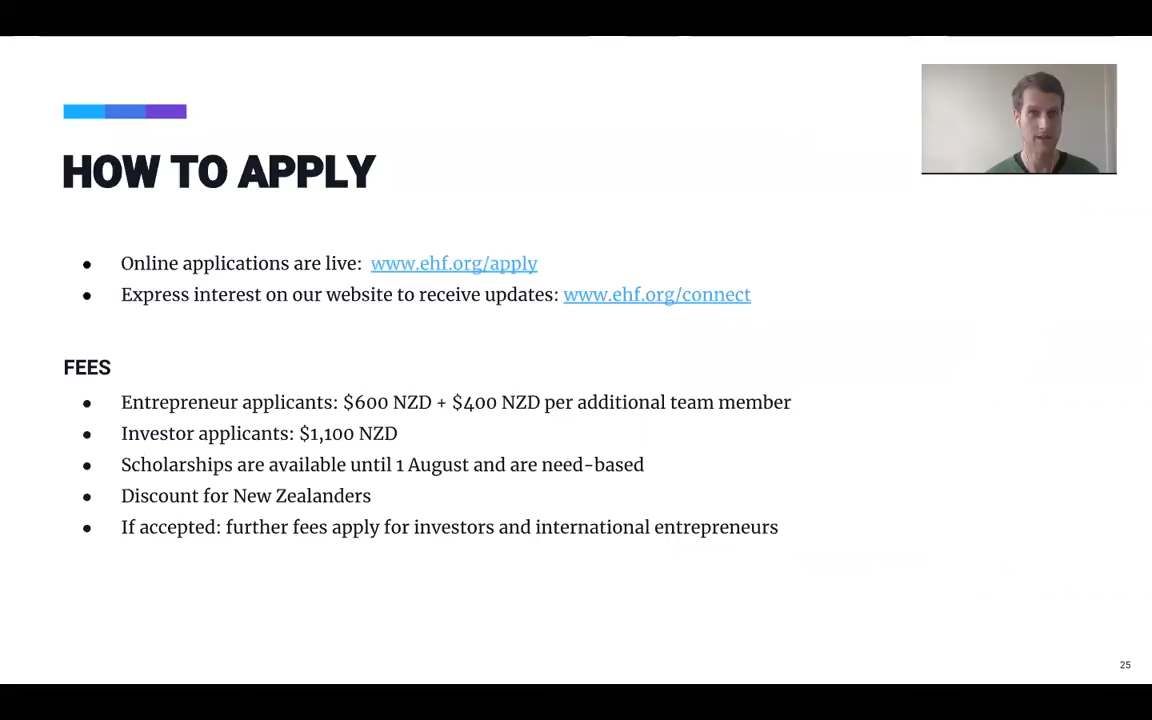 HOW TO APPLY
● Online applications are live: www.ehf.org/apply
● Express interest on our website to receive updates: www.ehf.org/connect
FEES
● Entrepreneur applicants: $600 NZD + $400 NZD per additional team member
● Investor applicants: $1,100 NZD
● Scholarships are available until 1 August and are need-based
● Discount for New Zealanders
● If accepted: further fees apply for investors and international entrepreneurs
25